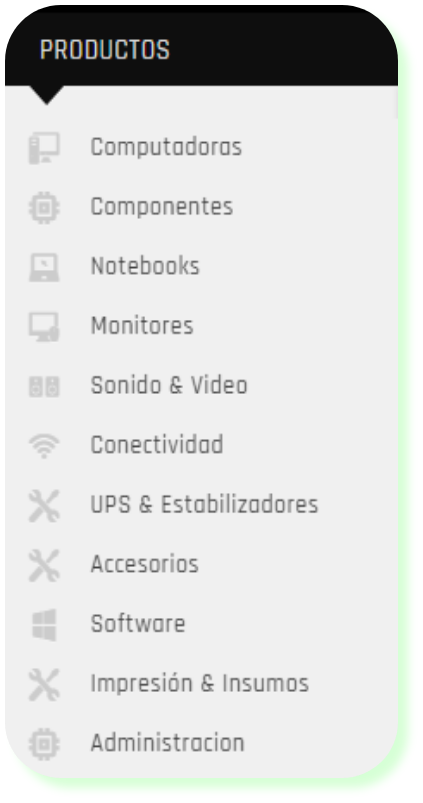 PRODUCTOS
Computadoras
Componentes
Notebooks
Monitores
Sonido & Video
Conectividad
UPS & Estabilizadores
Accesorios
Software
Impresión & Insumos
Administracion